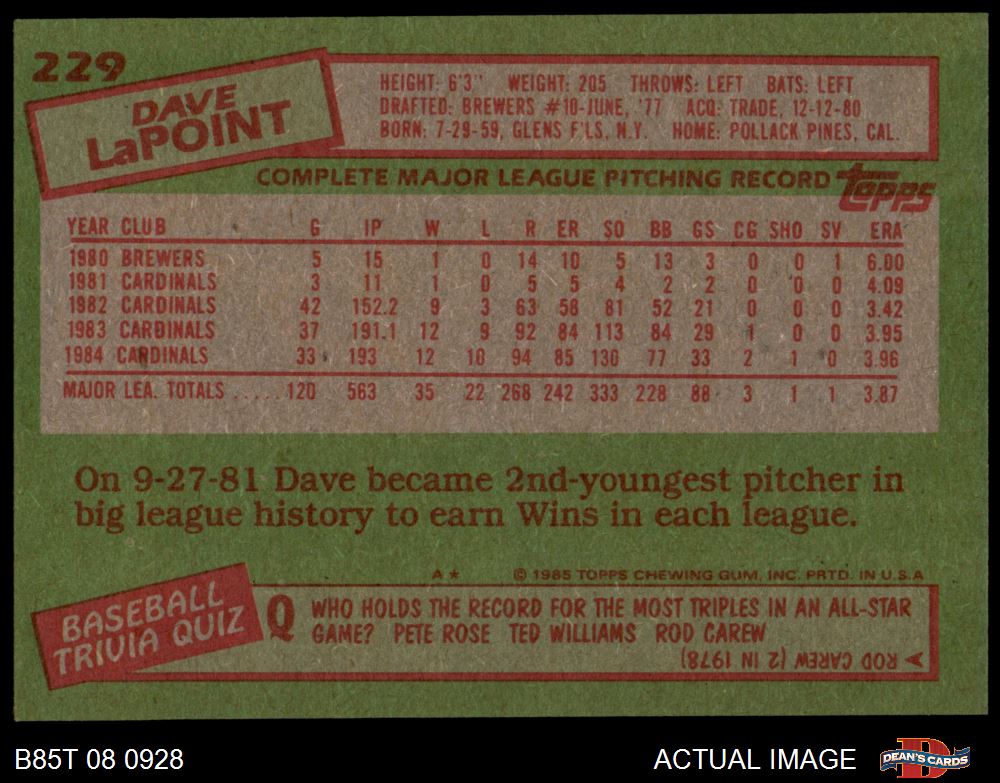 229
DAVE
LaPOINT
HEIGHT: 6'3" WEIGHT: 205 THROWS: LEFT BATS: LEFT
DRAFTED: BREWERS #10-JUNE, '77 ACQ: TRADE, 12-12-80
BORN: 7-29-59, GLENS F'LS, N.Y. HOME: POLLACK PINES, CAL.
COMPLETE MAJOR LEAGUE PITCHING RECORD topps
YEAR CLUB G IP W L R ER SO BB GS CG SHO SV ERA
1980 BREWERS 5 15 1 0 14 10 5 13 3 0 0 1 6.00
1981 CARDINALS 3 11 1 0 5 5 4 2 2 0 0 0 4.09
1982 CARDINALS 42 152.2 9 3 63 58 81 52 21 0 0 0 3.42
1983 CARDINALS 37 191.1 12 9 92 84 113 84 29 1 0 0 3.95
1984 CARDINALS 33 193 12 10 94 85 130 77 33 2 1 0 3.96
MAJOR LEA. TOTALS ..... 120 563 35 22 268 242 333 228 88 3 1 1 3.87
On 9-27-81 Dave became 2nd-youngest pitcher in
big league history to earn Wins in each league.
A* © 1985 TOPPS CHEWING GUM, INC. PRTD. IN U.S.A
BASEBALL
TRIVIA QUIZ
Q WHO HOLDS THE RECORD FOR THE MOST TRIPLES IN AN ALL-STAR
GAME? PETE ROSE TED WILLIAMS ROD CAREW
ROD CAREW (2 IN 1978)
B85T 08 0928 ACTUAL IMAGE DEAN'S CARDS